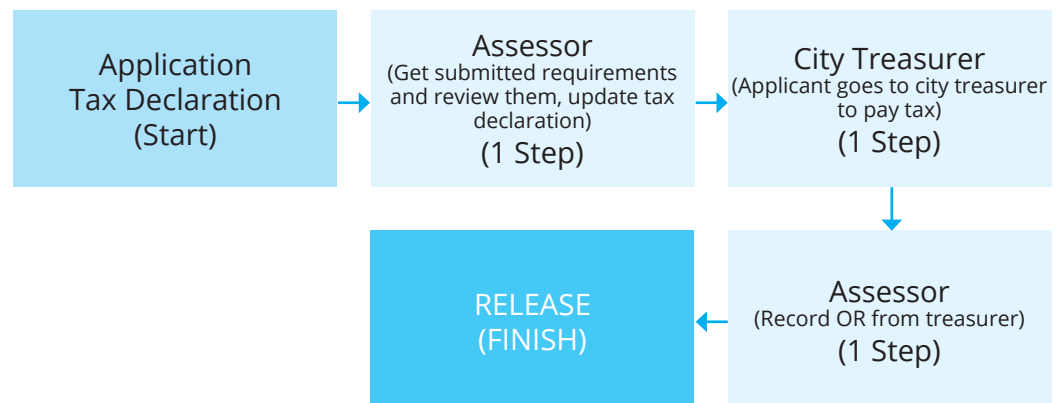 Application
Tax Declaration
(Start)
Assessor
(Get submitted requirements
and review them, update tax
declaration)
(1 Step)
City Treasurer
(Applicant goes to city treasurer
to pay tax)
(1 Step)
Assessor
(Record OR from treasurer)
(1 Step)
RELEASE
(FINISH)